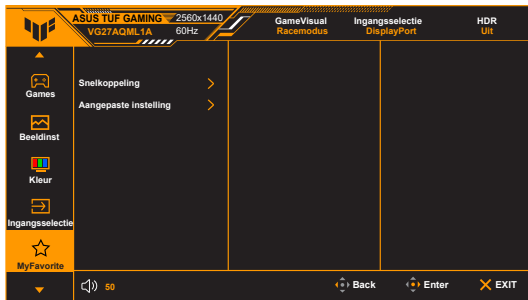 ASUS TUF GAMING
VG27AQML1A
2560x1440
60Hz
GameVisual
Racemodus
Ingangsselectie
DisplayPort
HDR
Uit
Games
Beeldinst
Kleur
Ingangsselectie
MyFavorite
Snelkoppeling
Aangepaste instelling
50
Back
Enter
EXIT